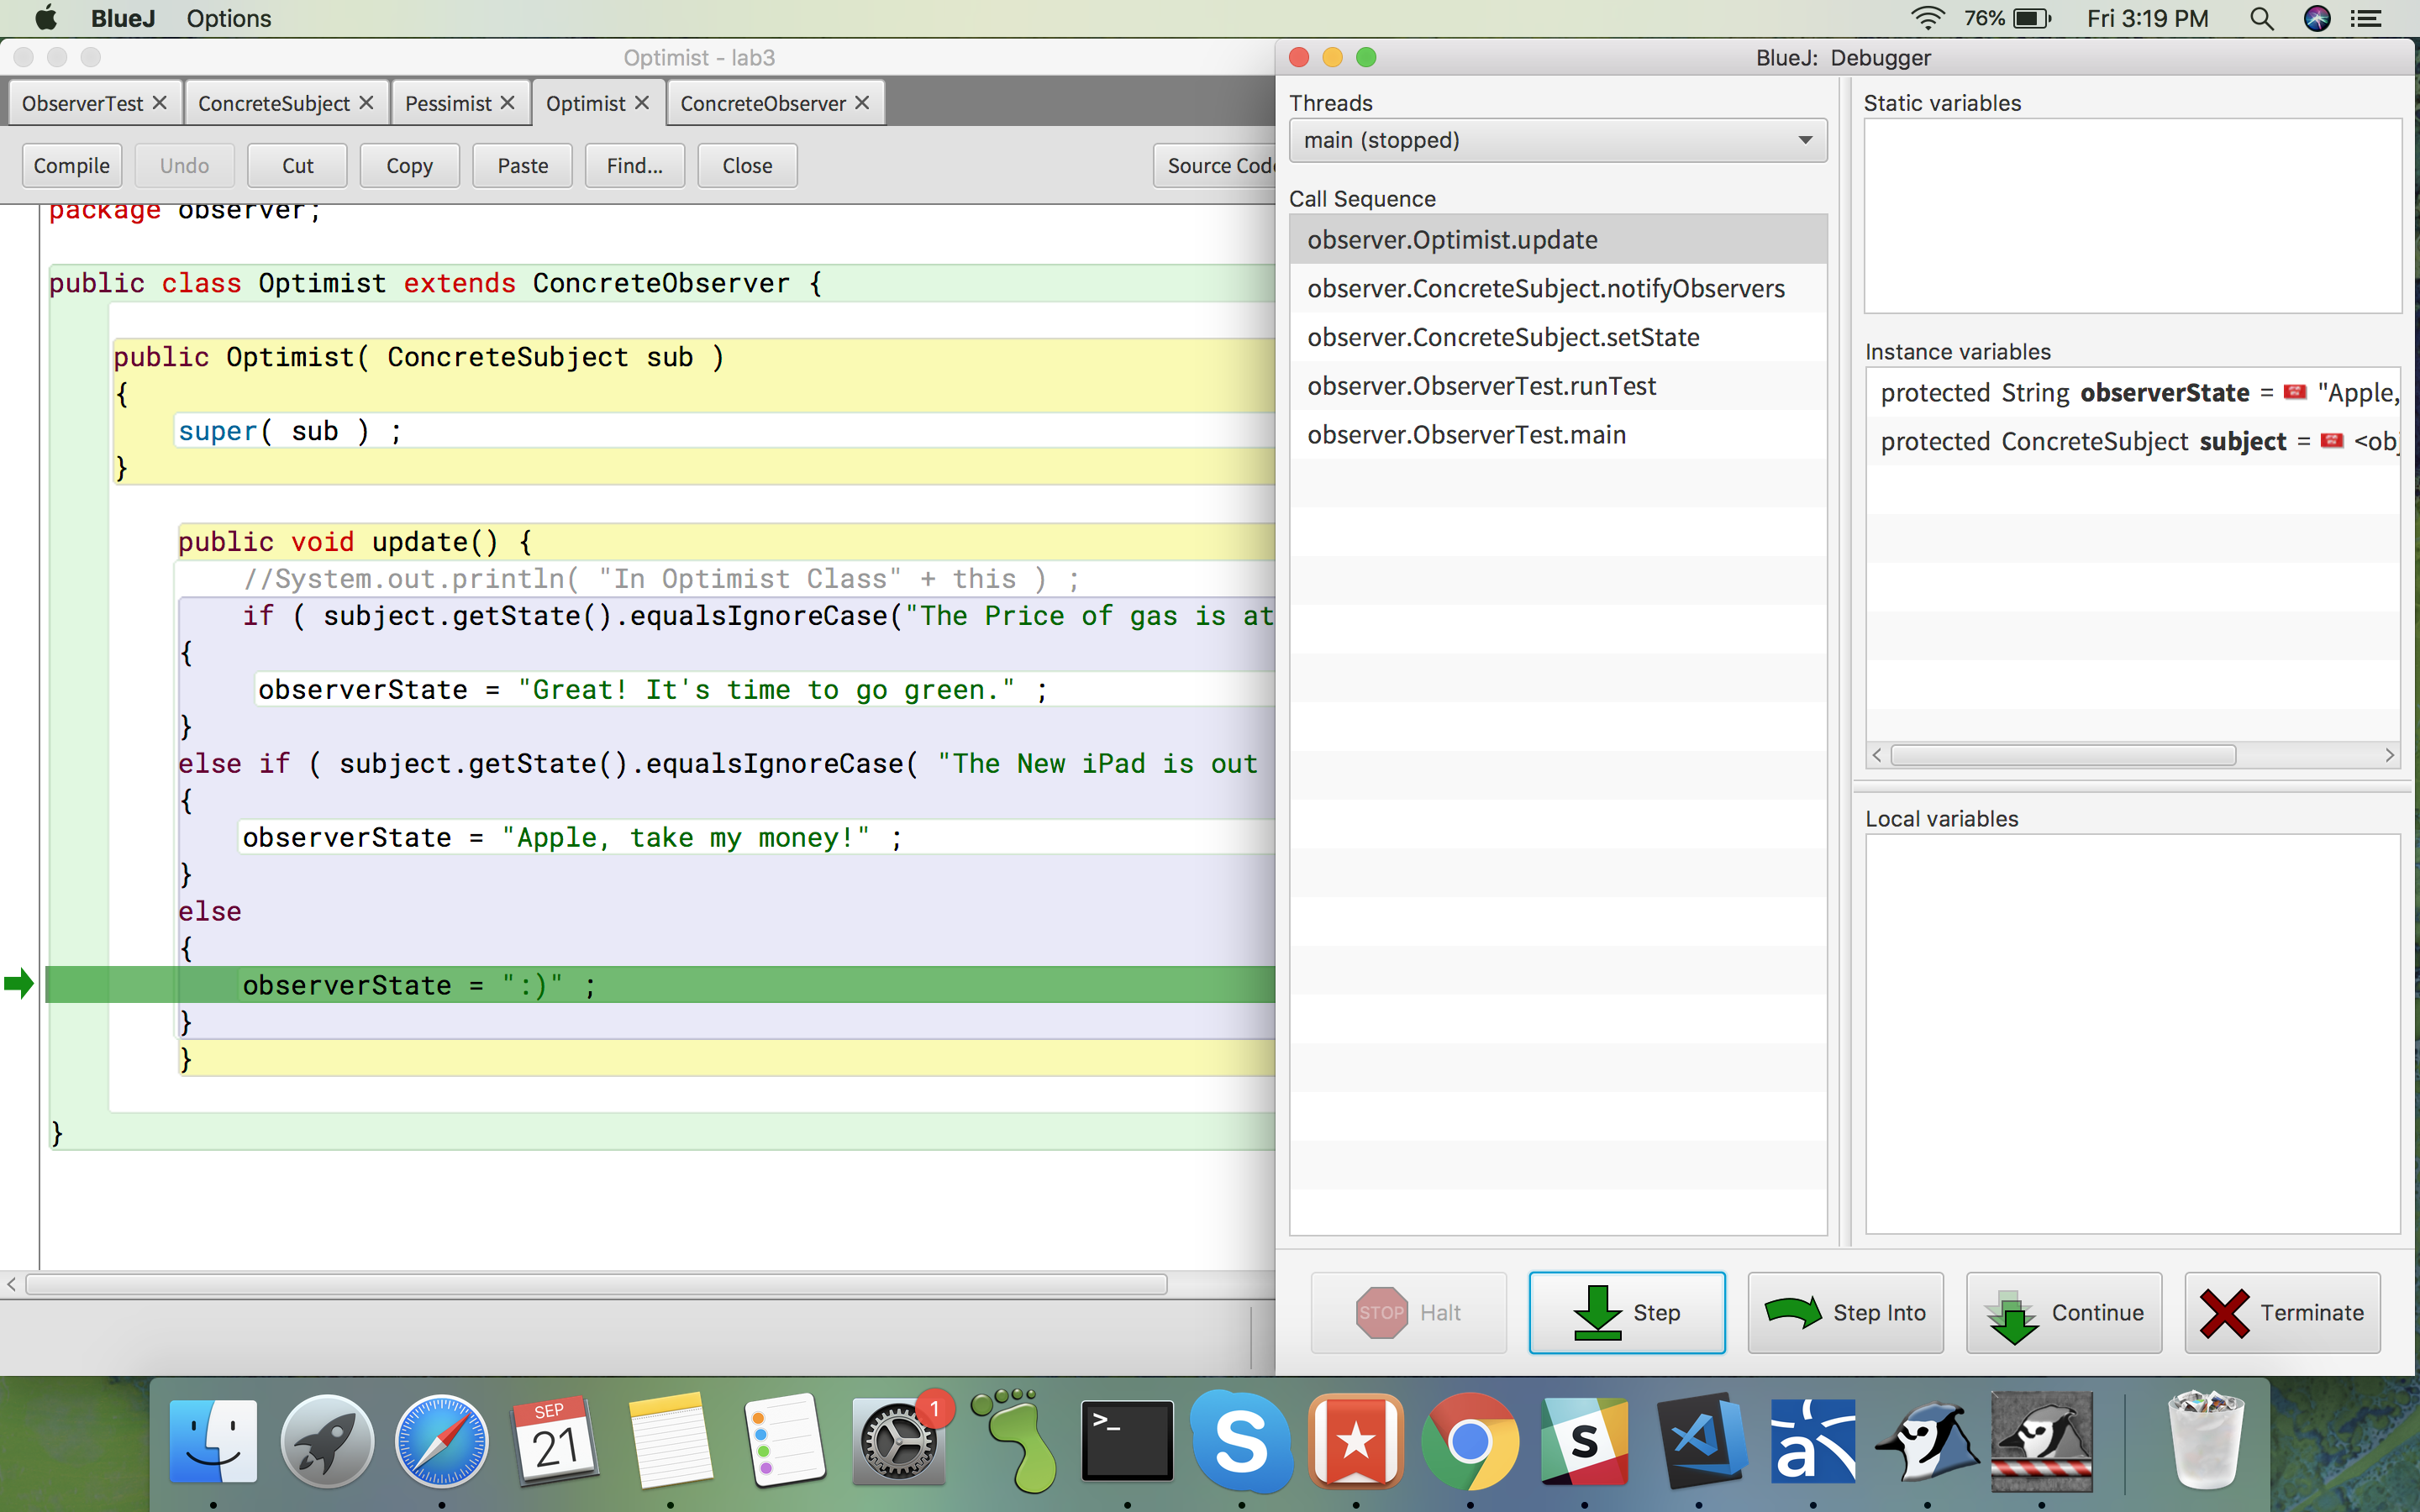 BlueJ Options 76% Fri 3:19 PM
Optimist - lab3
ObserverTest ConcreteSubject Pessimist Optimist ConcreteObserver
Compile Undo Cut Copy Paste Find... Close Source Code
package observer;
public class Optimist extends ConcreteObserver {
public Optimist( ConcreteSubject sub )
{
super( sub ) ;
}
public void update() {
//System.out.println( "In Optimist Class" + this ) ;
if ( subject.getState().equalsIgnoreCase("The Price of gas is at
{
observerState = "Great! It's time to go green." ;
}
else if ( subject.getState().equalsIgnoreCase( "The New iPad is out
{
observerState = "Apple, take my money!" ;
}
else
{
observerState = ":)" ;
}
}
}
BlueJ: Debugger
Threads
main (stopped)
Call Sequence
observer.Optimist.update
observer.ConcreteSubject.notifyObservers
observer.ConcreteSubject.setState
observer.ObserverTest.runTest
observer.ObserverTest.main
Static variables
Instance variables
protected String observerState = "Apple,
protected ConcreteSubject subject = <obj
Local variables
STOP Halt Step Step Into Continue Terminate
SEP
21
1
>_
S
S
a